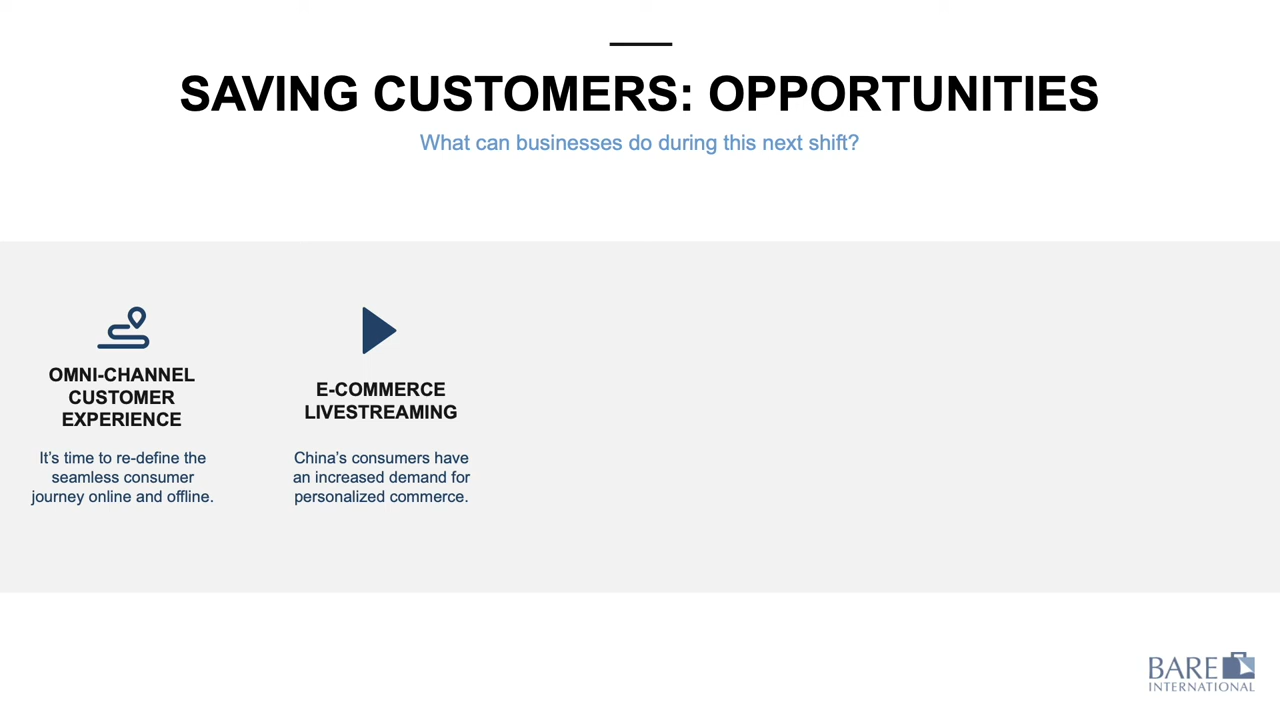 SAVING CUSTOMERS: OPPORTUNITIES
What can businesses do during this next shift?
OMNI-CHANNEL
CUSTOMER
EXPERIENCE
It’s time to re-define the
seamless consumer
journey online and offline.
E-COMMERCE
LIVESTREAMING
China’s consumers have
an increased demand for
personalized commerce.
BARE
INTERNATIONAL